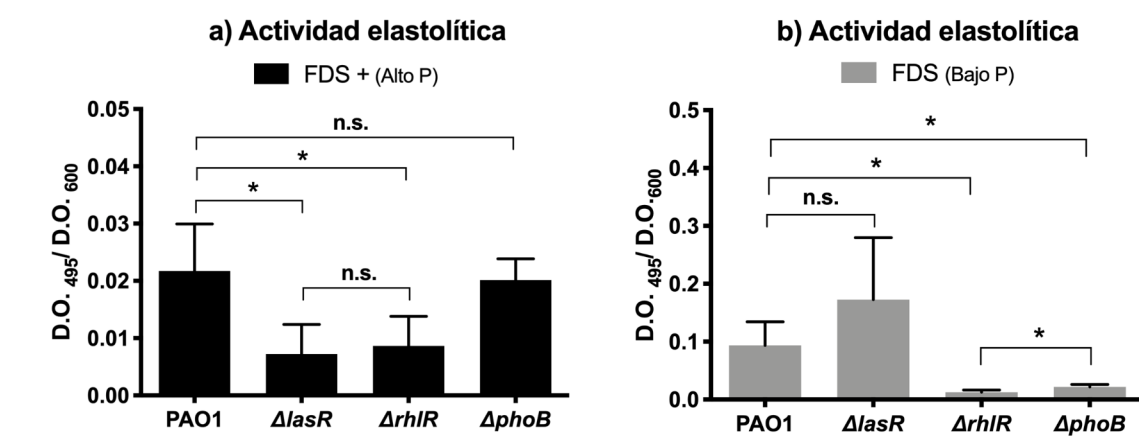 a) Actividad elastolítica
FDS + (Alto P)
D.O. 495/ D.O. 600
0.05
0.04
0.03
0.02
0.01
0.00
n.s.
*
*
n.s.
PAO1 ΔlasR ΔrhlR ΔphoB
b) Actividad elastolítica
FDS (Bajo P)
D.O. 495/ D.O.600
0.5
0.4
0.3
0.2
0.1
0.0
*
*
n.s.
*
PAO1 ΔlasR ΔrhlR ΔphoB